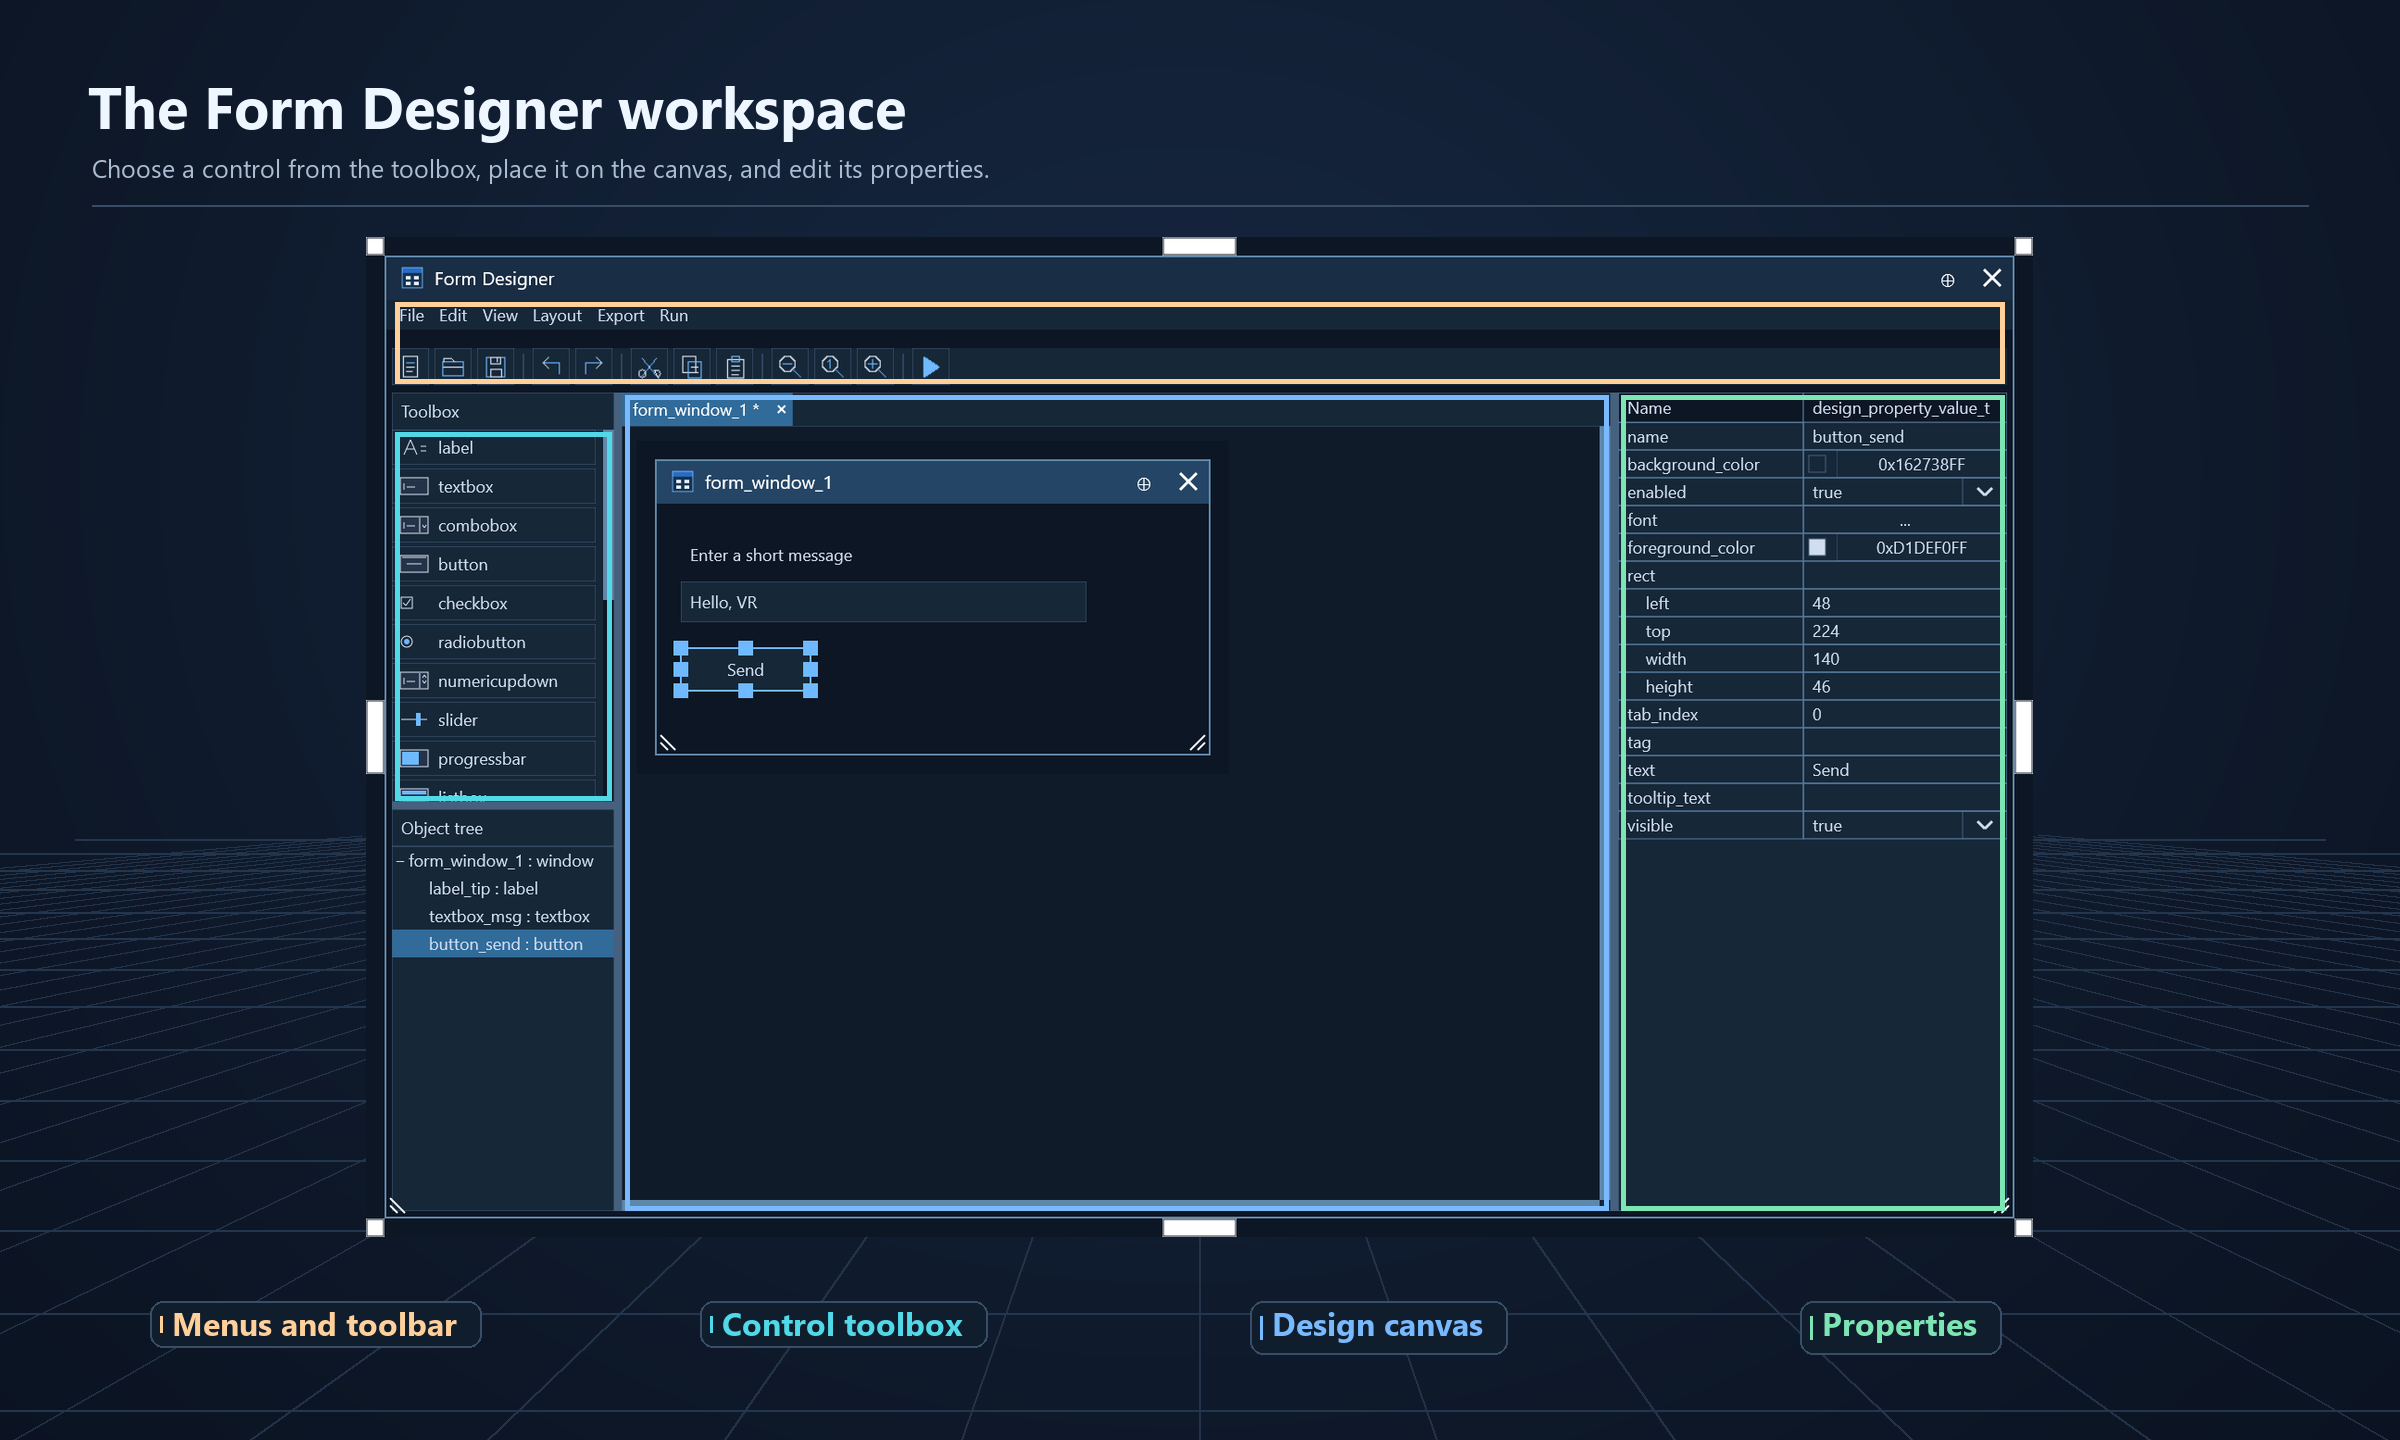 The Form Designer workspace
Choose a control from the toolbox, place it on the canvas, and edit its properties.
Form Designer
File Edit View Layout Export Run
Toolbox
label
textbox
combobox
button
checkbox
radiobutton
numericupdown
slider
progressbar
listbox
Object tree
− form_window_1 : window
label_tip : label
textbox_msg : textbox
button_send : button
form_window_1 * ×
form_window_1
Enter a short message
Hello, VR
Send
Name design_property_value_t
name button_send
background_color 0x162738FF
enabled true
font ...
foreground_color 0xD1DEF0FF
rect
left 48
top 224
width 140
height 46
tab_index 0
tag
text Send
tooltip_text
visible true
Menus and toolbar
Control toolbox
Design canvas
Properties